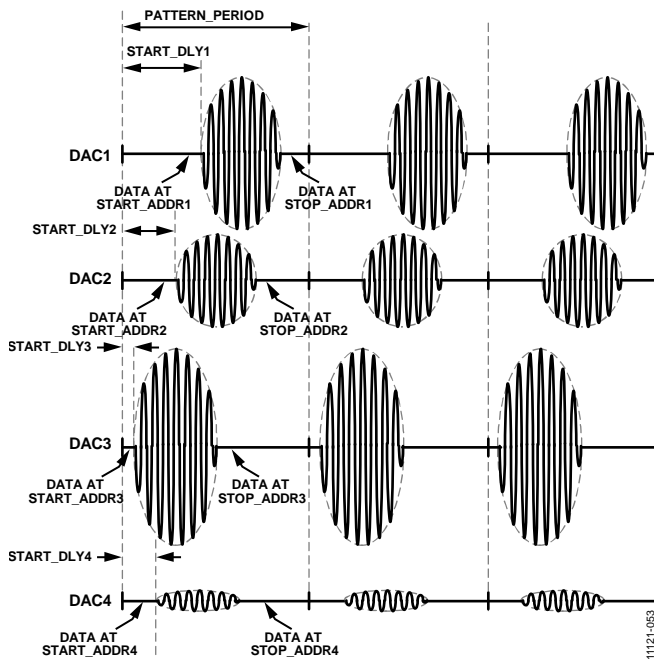 PATTERN_PERIOD
START_DLY1
DAC1
DATA AT
START_ADDR1
DATA AT
STOP_ADDR1
START_DLY2
DAC2
DATA AT
START_ADDR2
DATA AT
STOP_ADDR2
START_DLY3
DAC3
DATA AT
START_ADDR3
DATA AT
STOP_ADDR3
START_DLY4
DAC4
DATA AT
START_ADDR4
DATA AT
STOP_ADDR4
11121-053